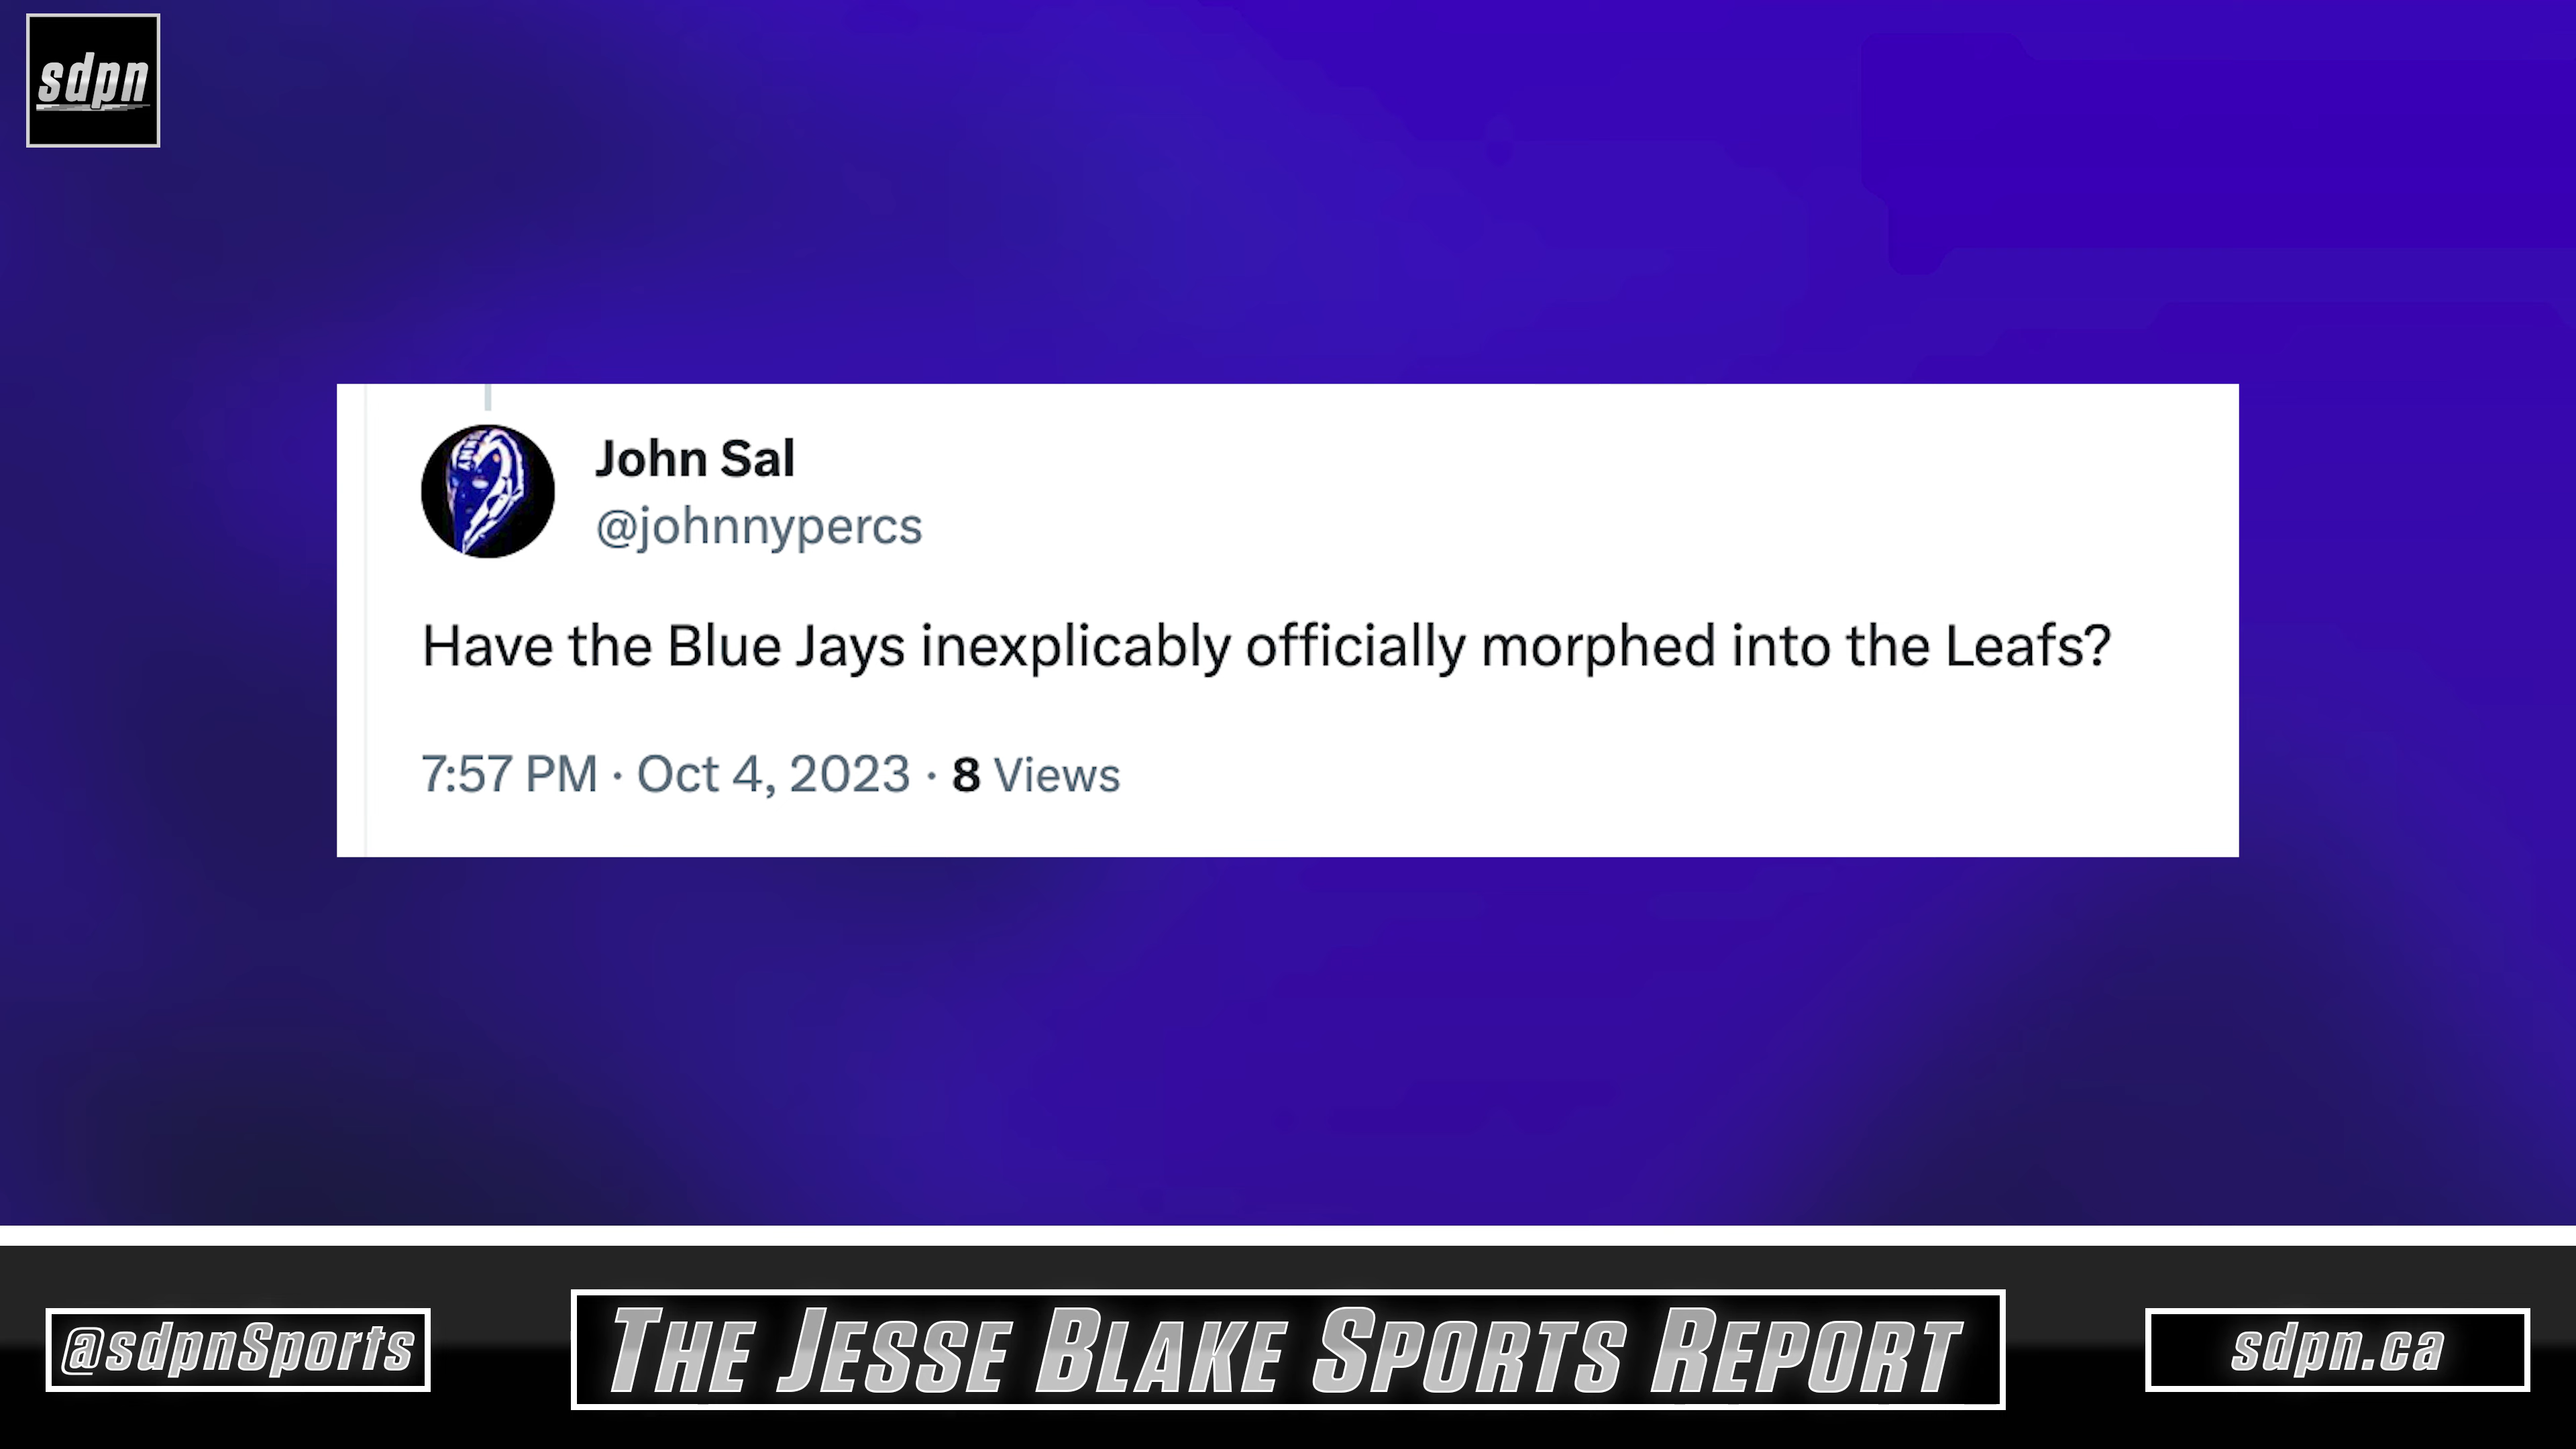 sdpn
John Sal
@johnnypercs
Have the Blue Jays inexplicably officially morphed into the Leafs?
7:57 PM · Oct 4, 2023 · 8 Views
@sdpnSports
THE JESSE BLAKE SPORTS REPORT
sdpn.ca